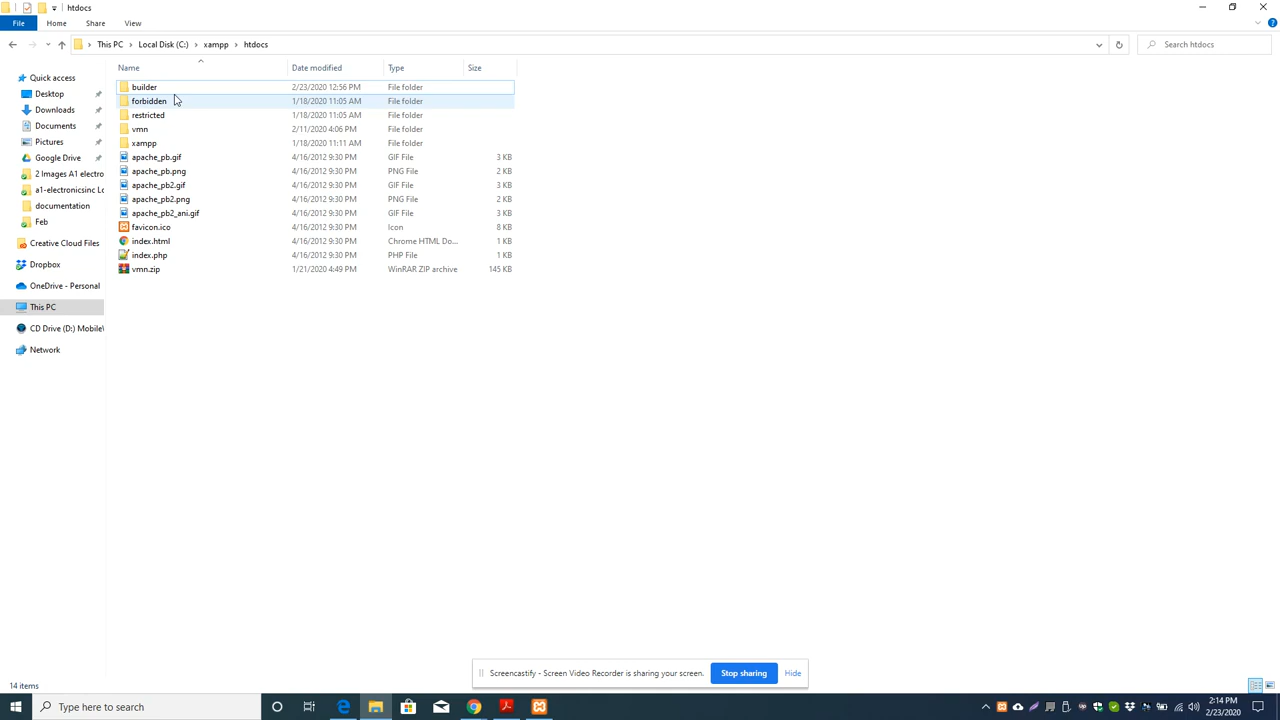 htdocs
File Home Share View
This PC Local Disk (C:) xampp htdocs Search htdocs
Name Date modified Type Size
Quick access
Desktop
Downloads
Documents
Pictures
Google Drive
2 Images A1 electro
a1-electronicsinc Lo
documentation
Feb
Creative Cloud Files
Dropbox
OneDrive - Personal
This PC
CD Drive (D:) Mobile
Network
builder 2/23/2020 12:56 PM File folder
forbidden 1/18/2020 11:05 AM File folder
restricted 1/18/2020 11:05 AM File folder
vmn 2/11/2020 4:06 PM File folder
xampp 1/18/2020 11:11 AM File folder
apache_pb.gif 4/16/2012 9:30 PM GIF File 3 KB
apache_pb.png 4/16/2012 9:30 PM PNG File 2 KB
apache_pb2.gif 4/16/2012 9:30 PM GIF File 3 KB
apache_pb2.png 4/16/2012 9:30 PM PNG File 2 KB
apache_pb2_ani.gif 4/16/2012 9:30 PM GIF File 3 KB
favicon.ico 4/16/2012 9:30 PM Icon 8 KB
index.html 4/16/2012 9:30 PM Chrome HTML Do... 1 KB
index.php 4/16/2012 9:30 PM PHP File 1 KB
vmn.zip 1/21/2020 4:49 PM WinRAR ZIP archive 145 KB
Screencastify - Screen Video Recorder is sharing your screen. Stop sharing Hide
14 items
Type here to search
2:14 PM
2/23/2020